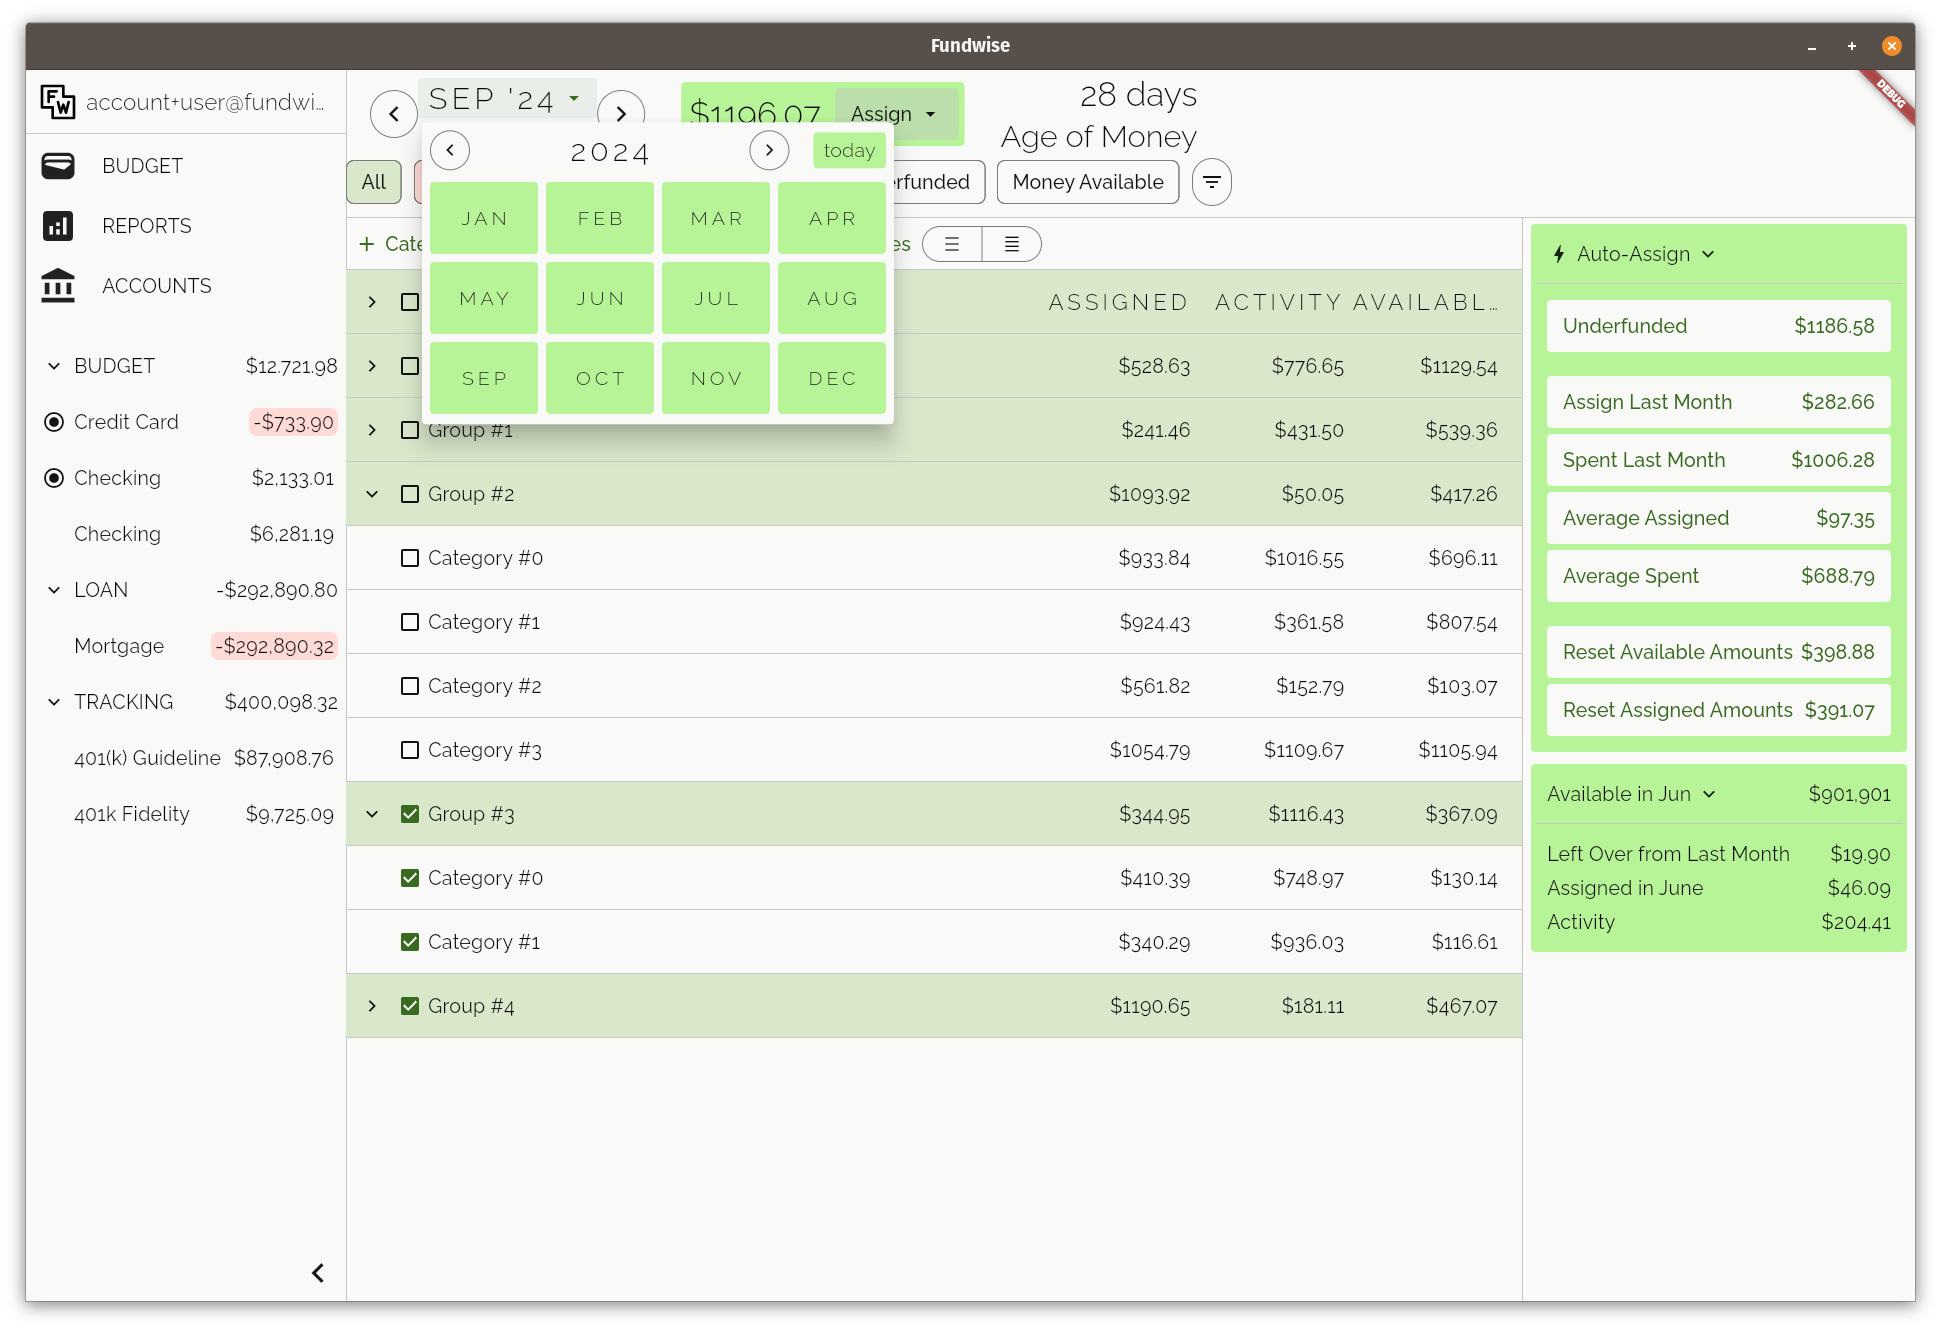 Fundwise
DEBUG
FW
account+user@fundwi...
BUDGET
REPORTS
ACCOUNTS
BUDGET $12,721.98
Credit Card -$733.90
Checking $2,133.01
Checking $6,281.19
LOAN -$292,890.80
Mortgage -$292,890.32
TRACKING $400,098.32
401(k) Guideline $87,908.76
401k Fidelity $9,725.09
SEP '24
$1196.07 Assign
28 days
Age of Money
2024 today
JAN FEB MAR APR
MAY JUN JUL AUG
SEP OCT NOV DEC
All
Money Available
ASSIGNED ACTIVITY AVAILABL...
$528.63 $776.65 $1129.54
Group #1 $241.46 $431.50 $539.36
Group #2 $1093.92 $50.05 $417.26
Category #0 $933.84 $1016.55 $696.11
Category #1 $924.43 $361.58 $807.54
Category #2 $561.82 $152.79 $103.07
Category #3 $1054.79 $1109.67 $1105.94
Group #3 $344.95 $1116.43 $367.09
Category #0 $410.39 $748.97 $130.14
Category #1 $340.29 $936.03 $116.61
Group #4 $1190.65 $181.11 $467.07
Auto-Assign
Underfunded $1186.58
Assign Last Month $282.66
Spent Last Month $1006.28
Average Assigned $97.35
Average Spent $688.79
Reset Available Amounts $398.88
Reset Assigned Amounts $391.07
Available in Jun $901,901
Left Over from Last Month $19.90
Assigned in June $46.09
Activity $204.41